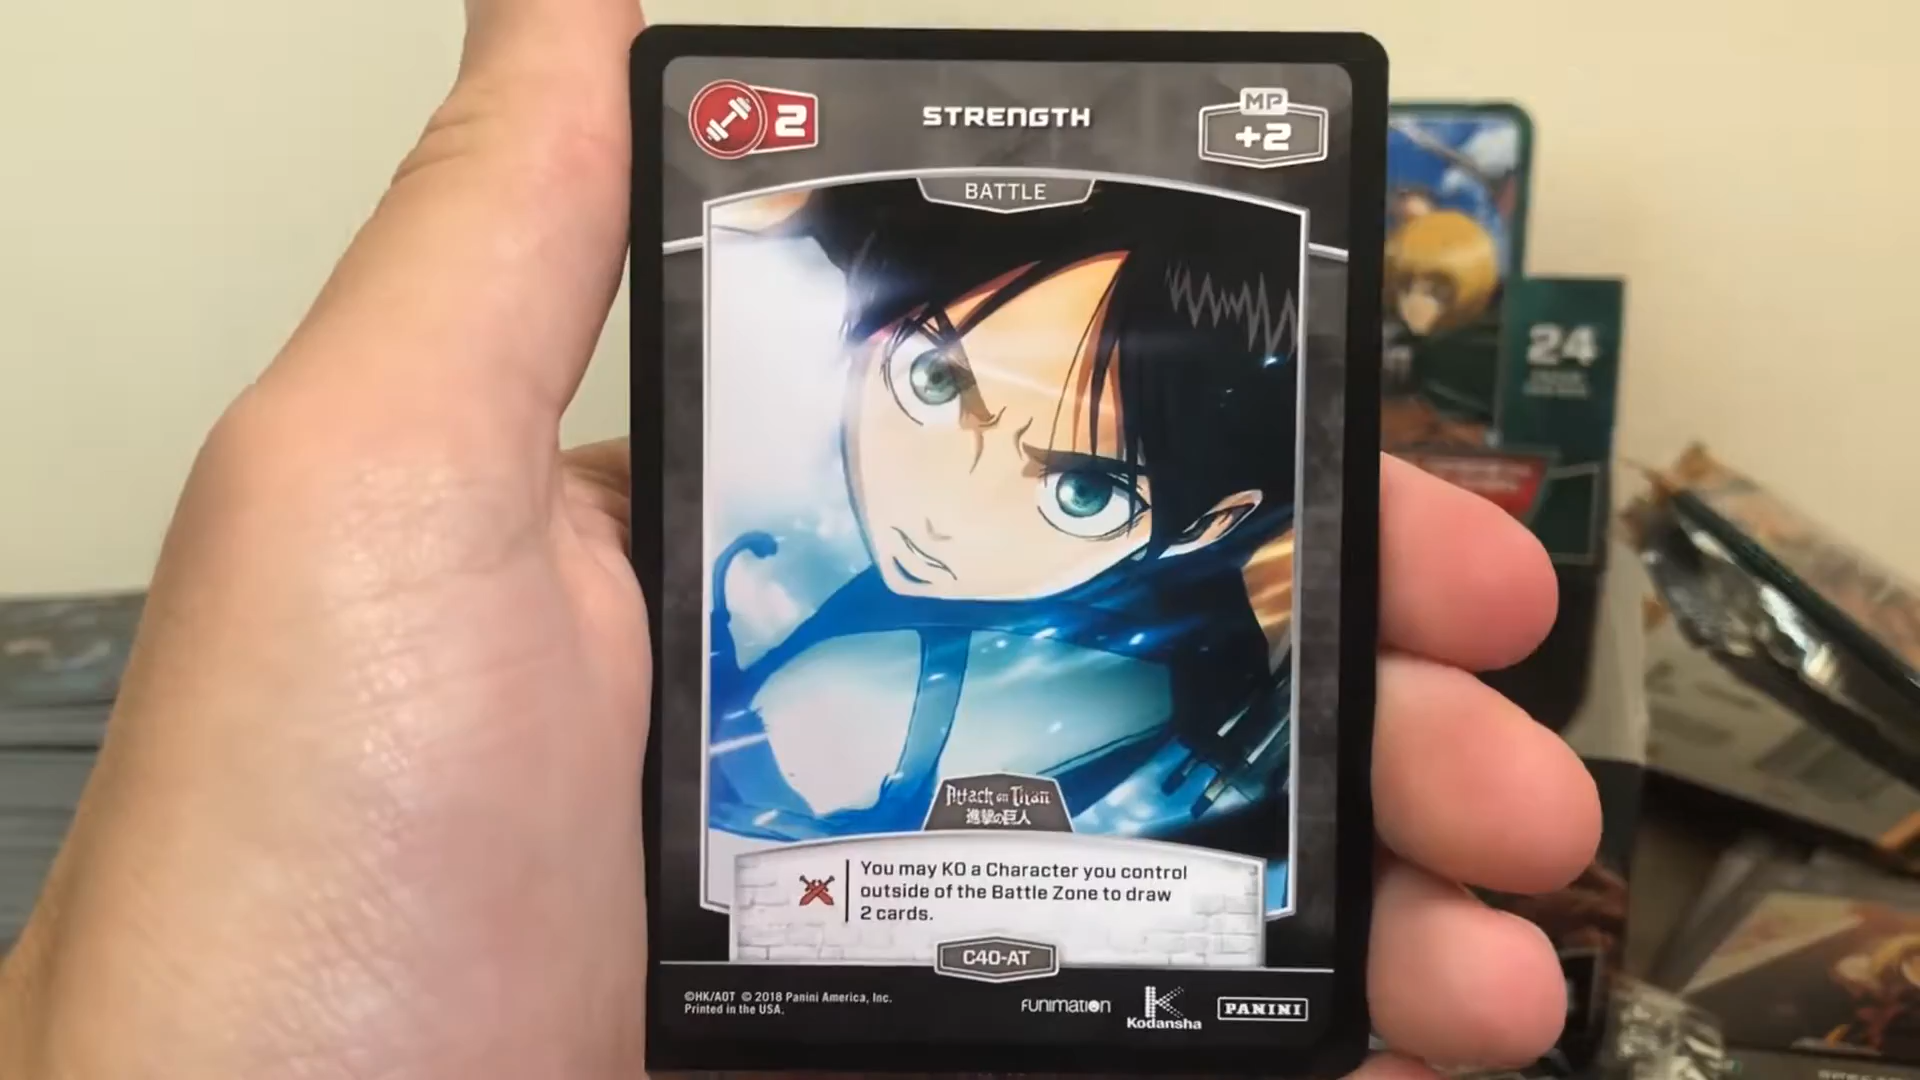 2
STRENGTH
MP
+2
BATTLE
24
Attack on Titan
進撃の巨人
You may KO a Character you control
outside of the Battle Zone to draw
2 cards.
C40-AT
©HK/AOT © 2018 Panini America, Inc.
Printed in the USA.
FUNIMATION
Kodansha
PANINI